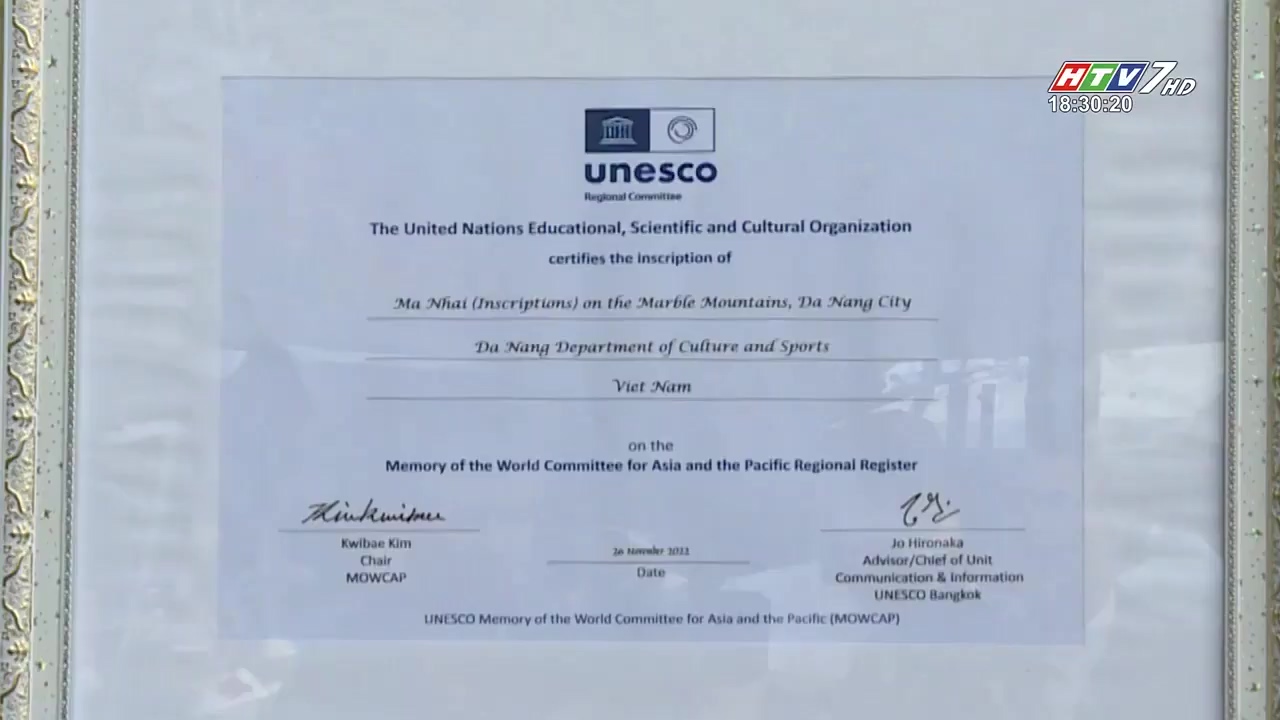 HTV7 HD
18:30:20
unesco
Regional Committee
The United Nations Educational, Scientific and Cultural Organization
certifies the inscription of
Ma Nhai (Inscriptions) on the Marble Mountains, Da Nang City
Da Nang Department of Culture and Sports
Viet Nam
on the
Memory of the World Committee for Asia and the Pacific Regional Register
Kwibae Kim
Chair
MOWCAP
26 November 2022
Date
Jo Hironaka
Advisor/Chief of Unit
Communication & Information
UNESCO Bangkok
UNESCO Memory of the World Committee for Asia and the Pacific (MOWCAP)